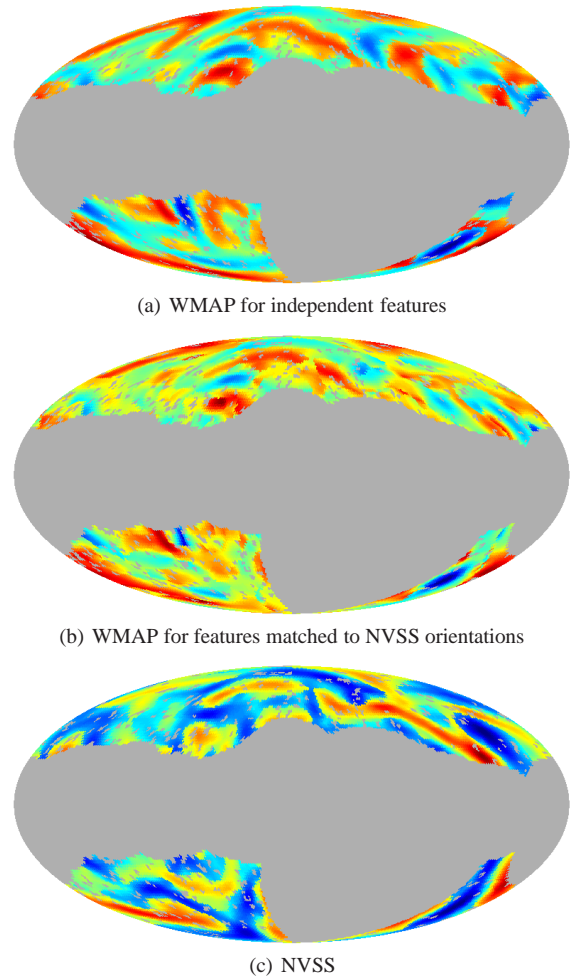 (a) WMAP for independent features
(b) WMAP for features matched to NVSS orientations
(c) NVSS